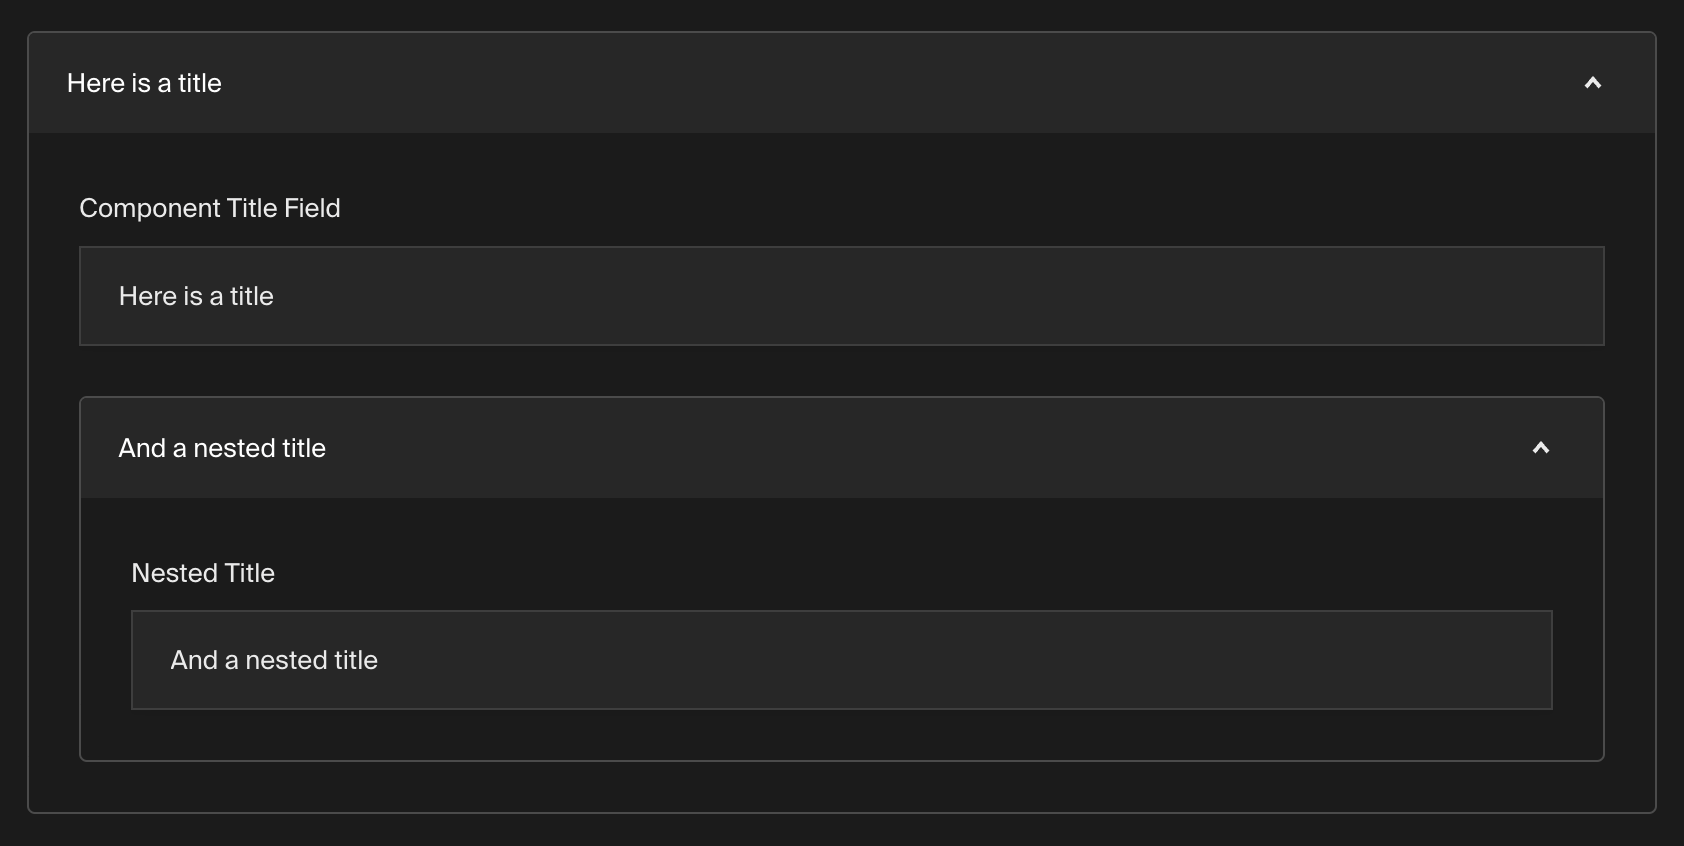 Here is a title
Component Title Field
Here is a title
And a nested title
Nested Title
And a nested title